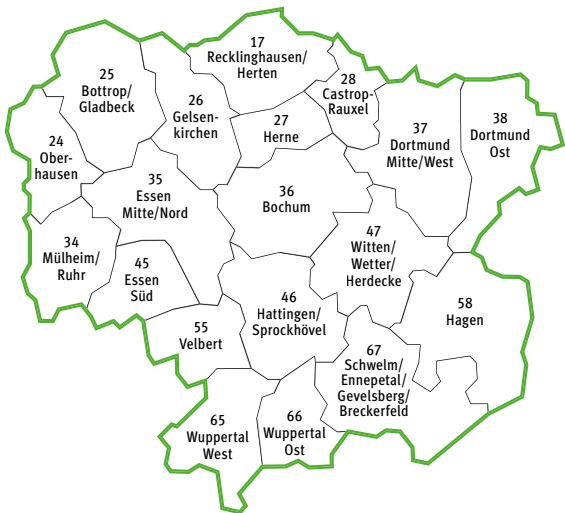 17
Recklinghausen/
Herten
25
Bottrop/
Gladbeck
28
Castrop-
Rauxel
26
Gelsen-
kirchen
27
Herne
37
Dortmund
Mitte/West
38
Dortmund
Ost
24
Ober-
hausen
35
Essen
Mitte/Nord
36
Bochum
34
Mülheim/
Ruhr
45
Essen
Süd
47
Witten/
Wetter/
Herdecke
46
Hattingen/
Sprockhövel
58
Hagen
55
Velbert
67
Schwelm/
Ennepetal/
Gevelsberg/
Breckerfeld
65
Wuppertal
West
66
Wuppertal
Ost